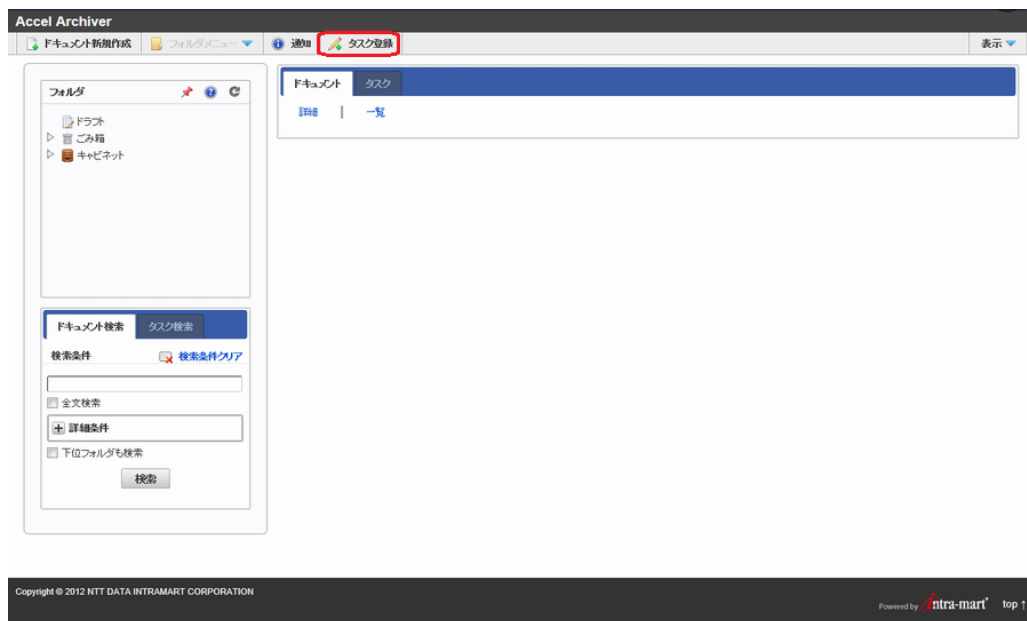 Accel Archiver
ドキュメント新規作成 フォルダメニュー 通知 タスク登録 表示
フォルダ
ドラフト
ごみ箱
キャビネット
ドキュメント タスク
詳細 | 一覧
ドキュメント検索 タスク検索
検索条件 検索条件クリア
全文検索
詳細条件
下位フォルダも検索
検索
Copyright © 2012 NTT DATA INTRAMART CORPORATION
Powered by intra-mart top ↑